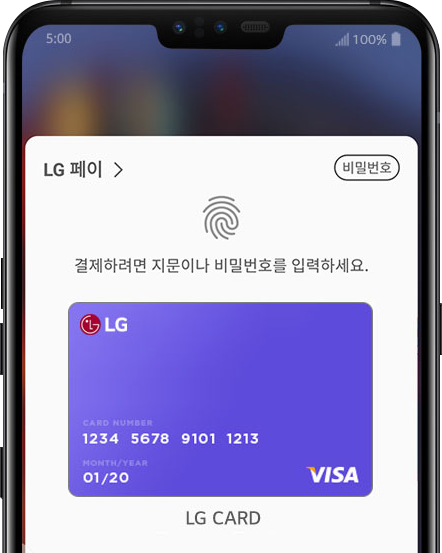 5:00 100%
LG 페이 > 비밀번호
결제하려면 지문이나 비밀번호를 입력하세요.
LG
CARD NUMBER
1234 5678 9101 1213
MONTH/YEAR
01/20 VISA
LG CARD